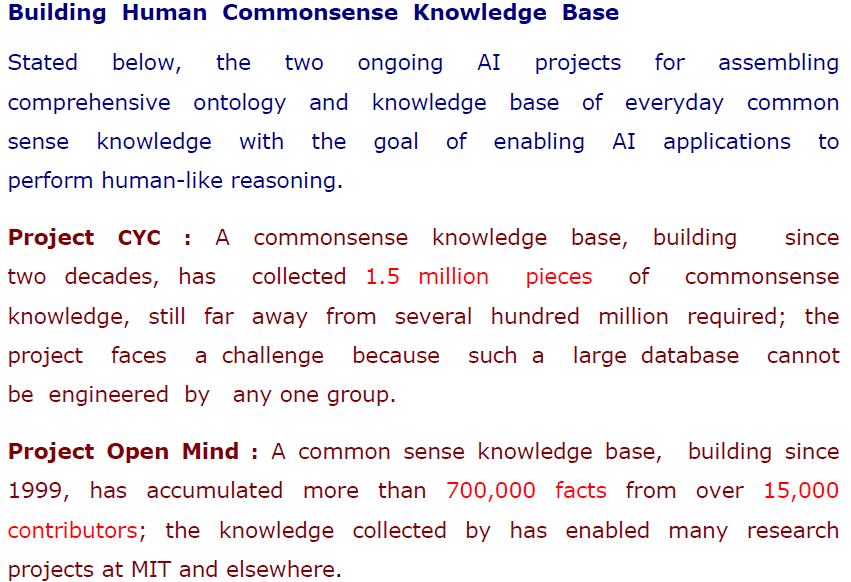 Building Human Commonsense Knowledge Base
Stated below, the two ongoing AI projects for assembling
comprehensive ontology and knowledge base of everyday common
sense knowledge with the goal of enabling AI applications to
perform human-like reasoning.
Project CYC : A commonsense knowledge base, building since
two decades, has collected 1.5 million pieces of commonsense
knowledge, still far away from several hundred million required; the
project faces a challenge because such a large database cannot
be engineered by any one group.
Project Open Mind : A common sense knowledge base, building since
1999, has accumulated more than 700,000 facts from over 15,000
contributors; the knowledge collected by has enabled many research
projects at MIT and elsewhere.